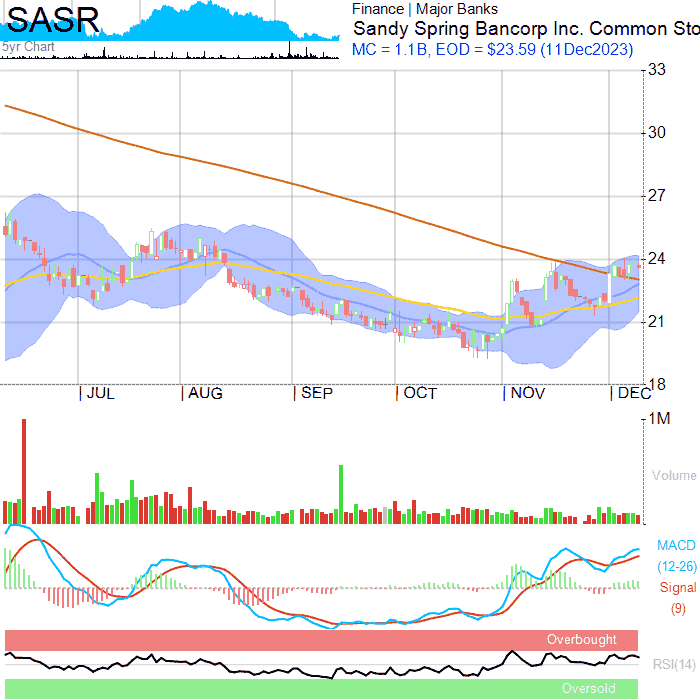 SASR
5yr Chart
Finance | Major Banks
Sandy Spring Bancorp Inc. Common Sto
MC = 1.1B, EOD = $23.59 (11Dec2023)
33
30
27
24
21
18
JUL AUG SEP OCT NOV DEC
1M
Volume
MACD
(12-26)
Signal
(9)
Overbought
RSI(14)
Oversold